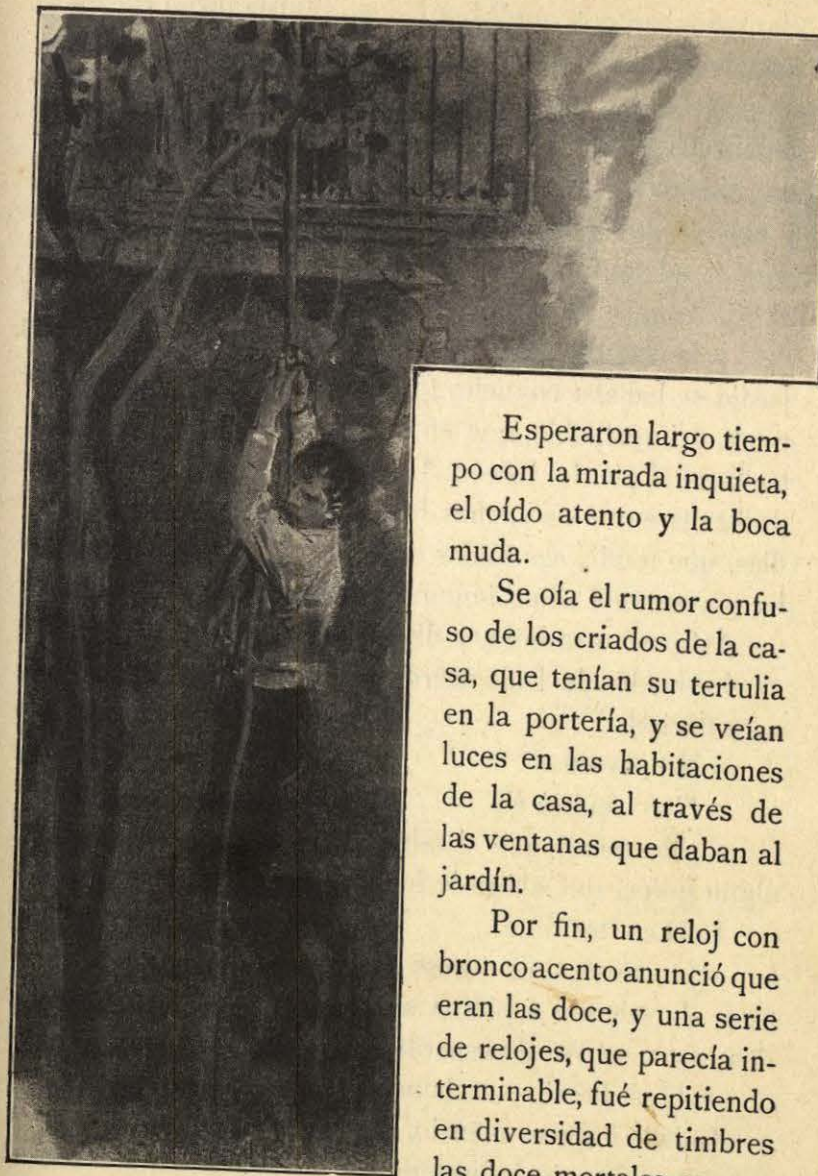 Esperaron largo tiem-
po con la mirada inquieta,
el oído atento y la boca
muda.
Se oía el rumor confu-
so de los criados de la ca-
sa, que tenían su tertulia
en la portería, y se veían
luces en las habitaciones
de la casa, al través de
las ventanas que daban al
jardín.
Por fin, un reloj con
bronco acento anunció que
eran las doce, y una serie
de relojes, que parecía in-
terminable, fué repitiendo
en diversidad de timbres
las doce mortales